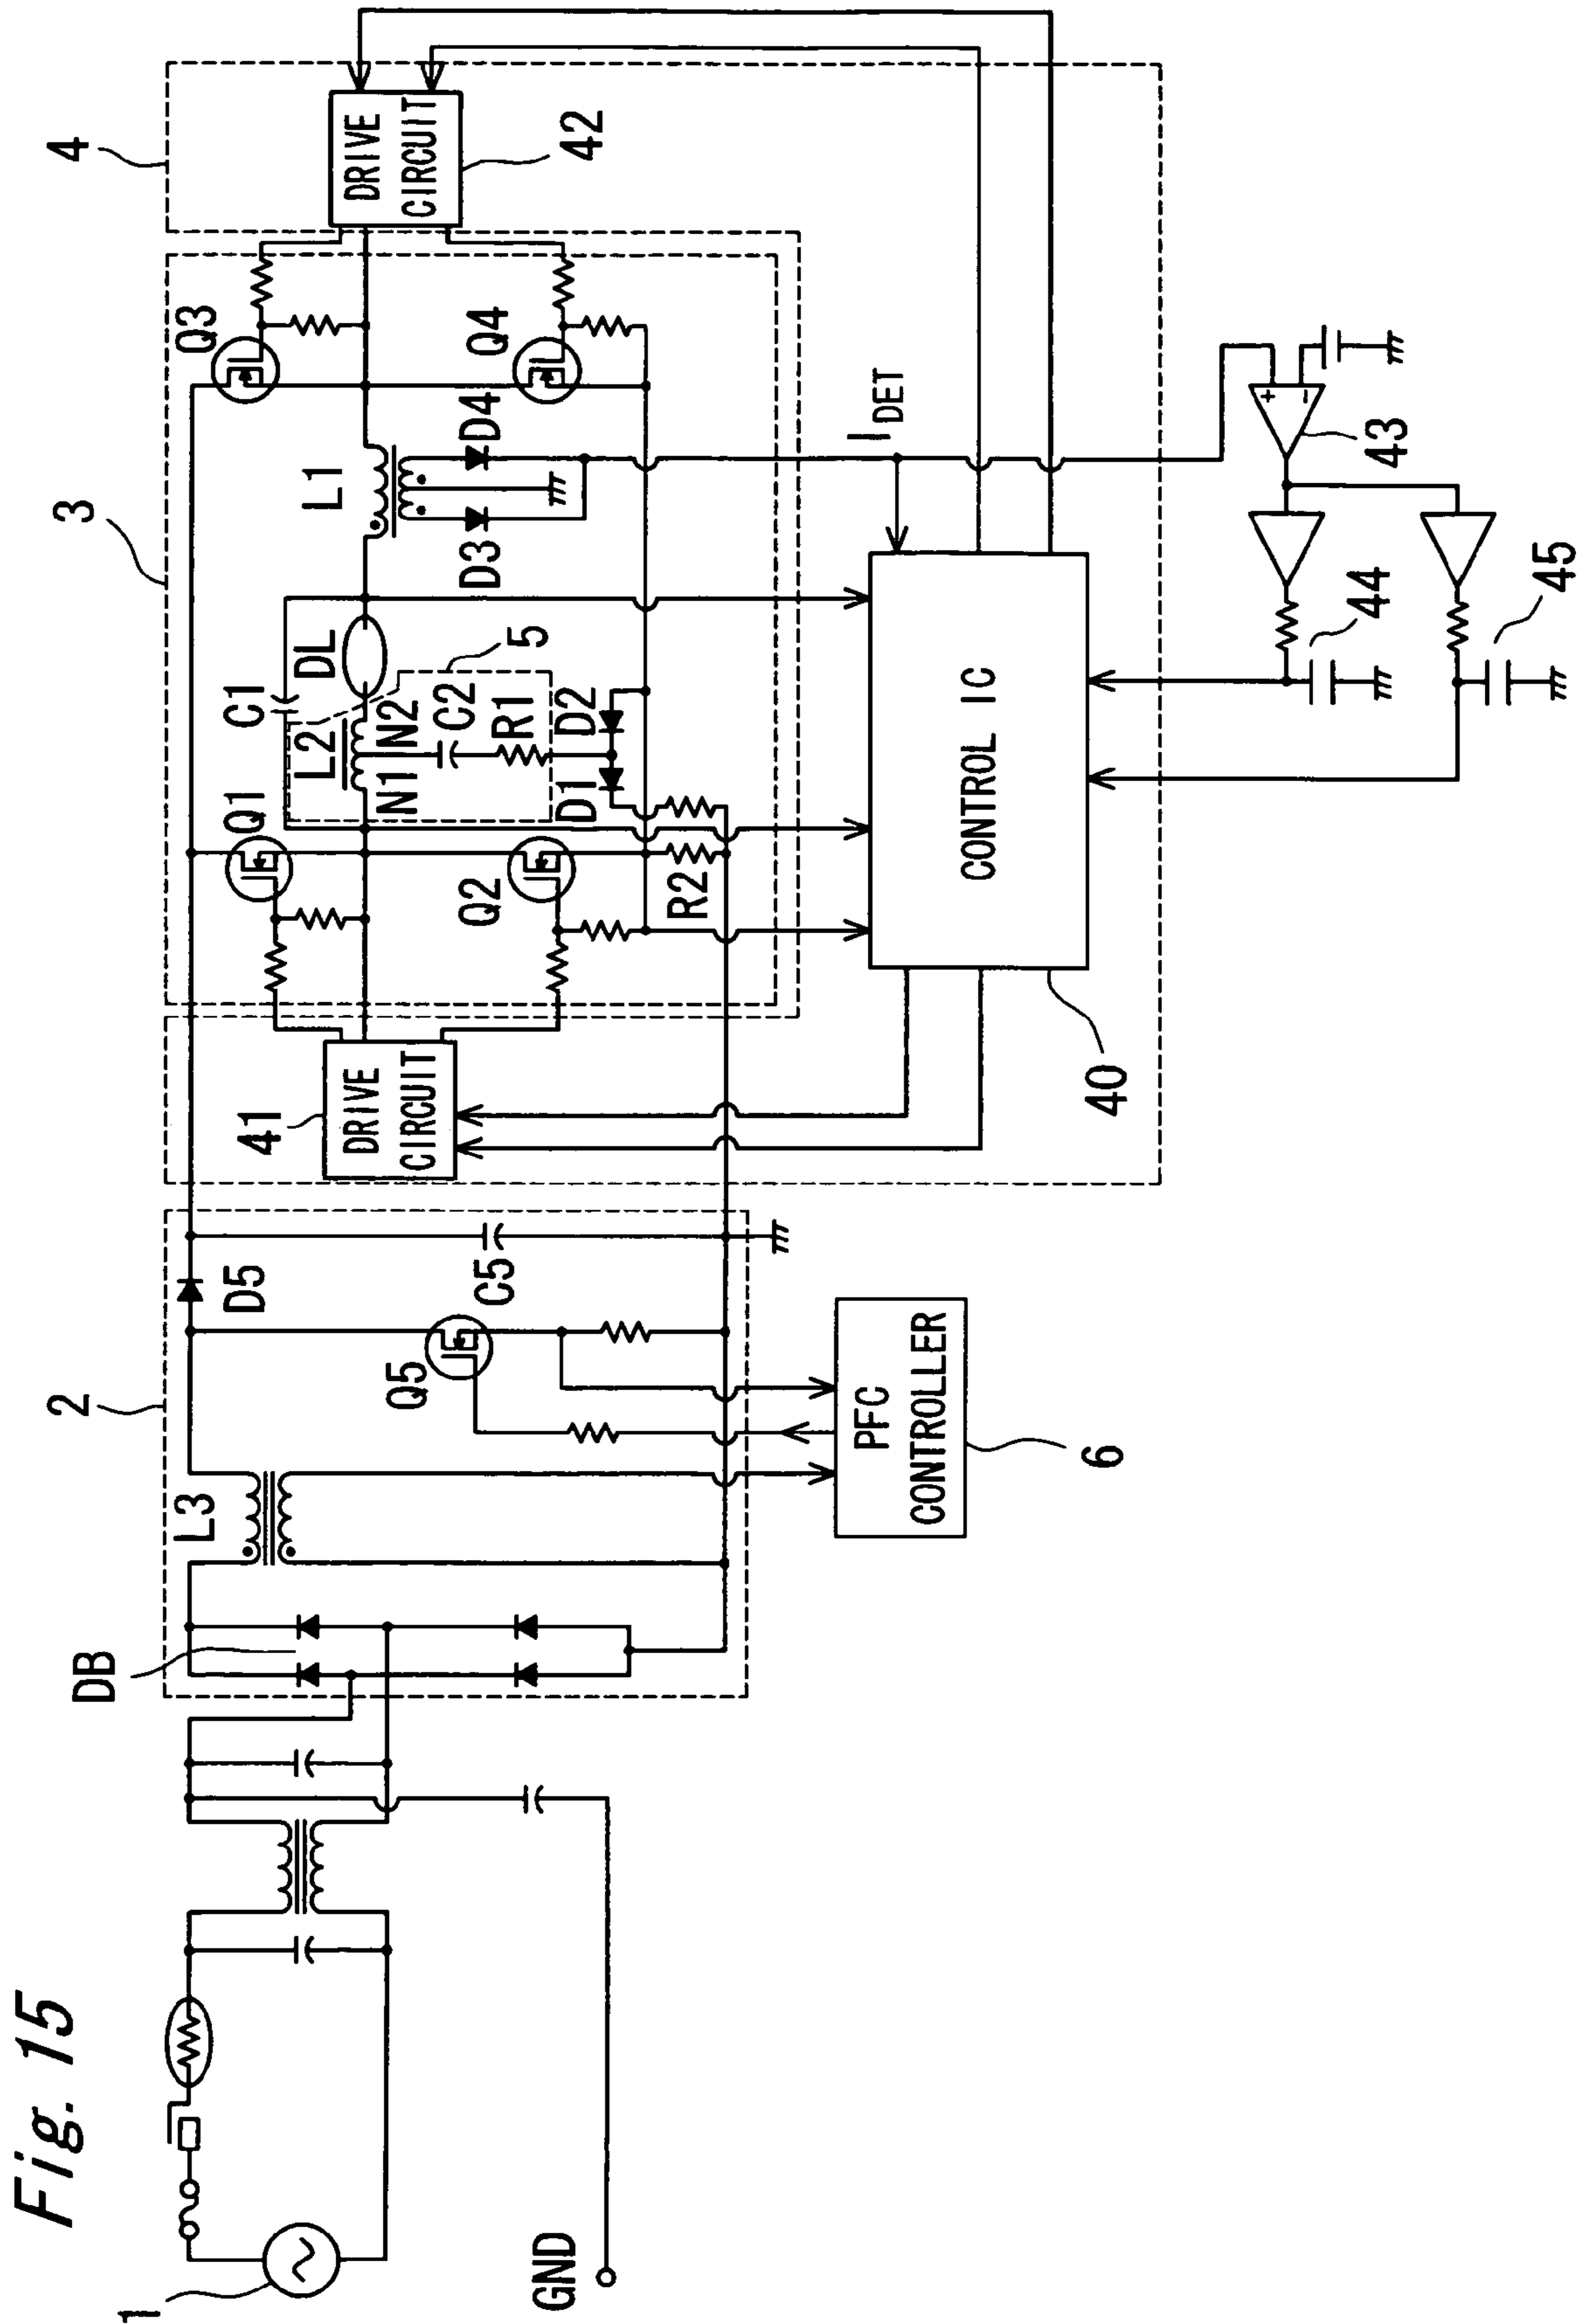 Fig. 15
1
GND
DB
2
L3
D5
Q5
C5
PFC
CONTROLLER
6
3
4
41
DRIVE
CIRCUIT
Q1
Q2
C1
L2
N1
N2
DL
5
C2
R1
D1
D2
R2
L1
D3
D4
Q3
Q4
DRIVE
CIRCUIT
42
I DET
CONTROL IC
40
+
−
43
44
45